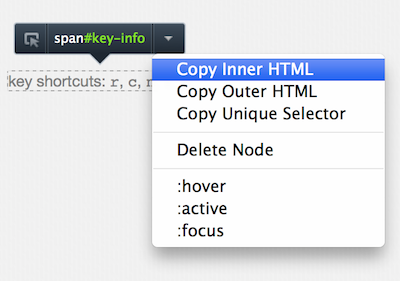 span#key-info
key shortcuts: r, c,
Copy Inner HTML
Copy Outer HTML
Copy Unique Selector
Delete Node
:hover
:active
:focus